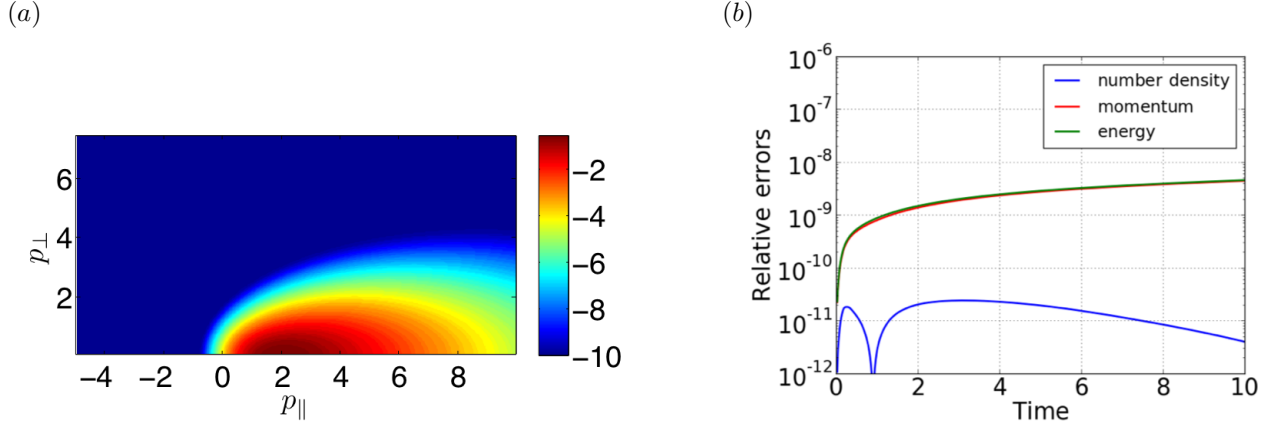 (a)
6
4
2
p⊥
−4 −2 0 2 4 6 8
p∥
−2
−4
−6
−8
−10
(b)
10^-6
10^-7
10^-8
10^-9
10^-10
10^-11
10^-12
Relative errors
number density
momentum
energy
0 2 4 6 8 10
Time